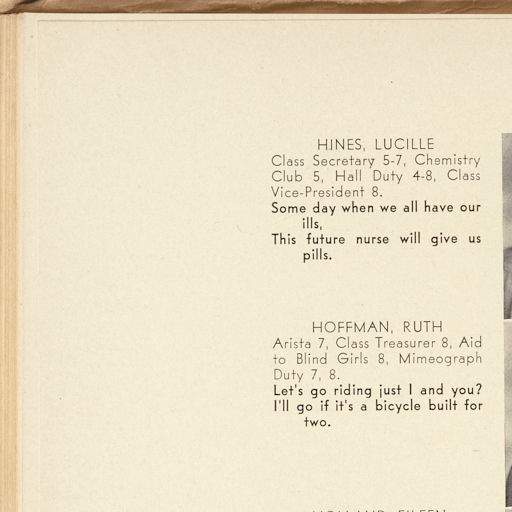 HINES, LUCILLE
Class Secretary 5-7, Chemistry
Club 5, Hall Duty 4-8, Class
Vice-President 8.
Some day when we all have our
ills,
This future nurse will give us
pills.
HOFFMAN, RUTH
Arista 7, Class Treasurer 8, Aid
to Blind Girls 8, Mimeograph
Duty 7, 8.
Let's go riding just I and you?
I'll go if it's a bicycle built for
two.